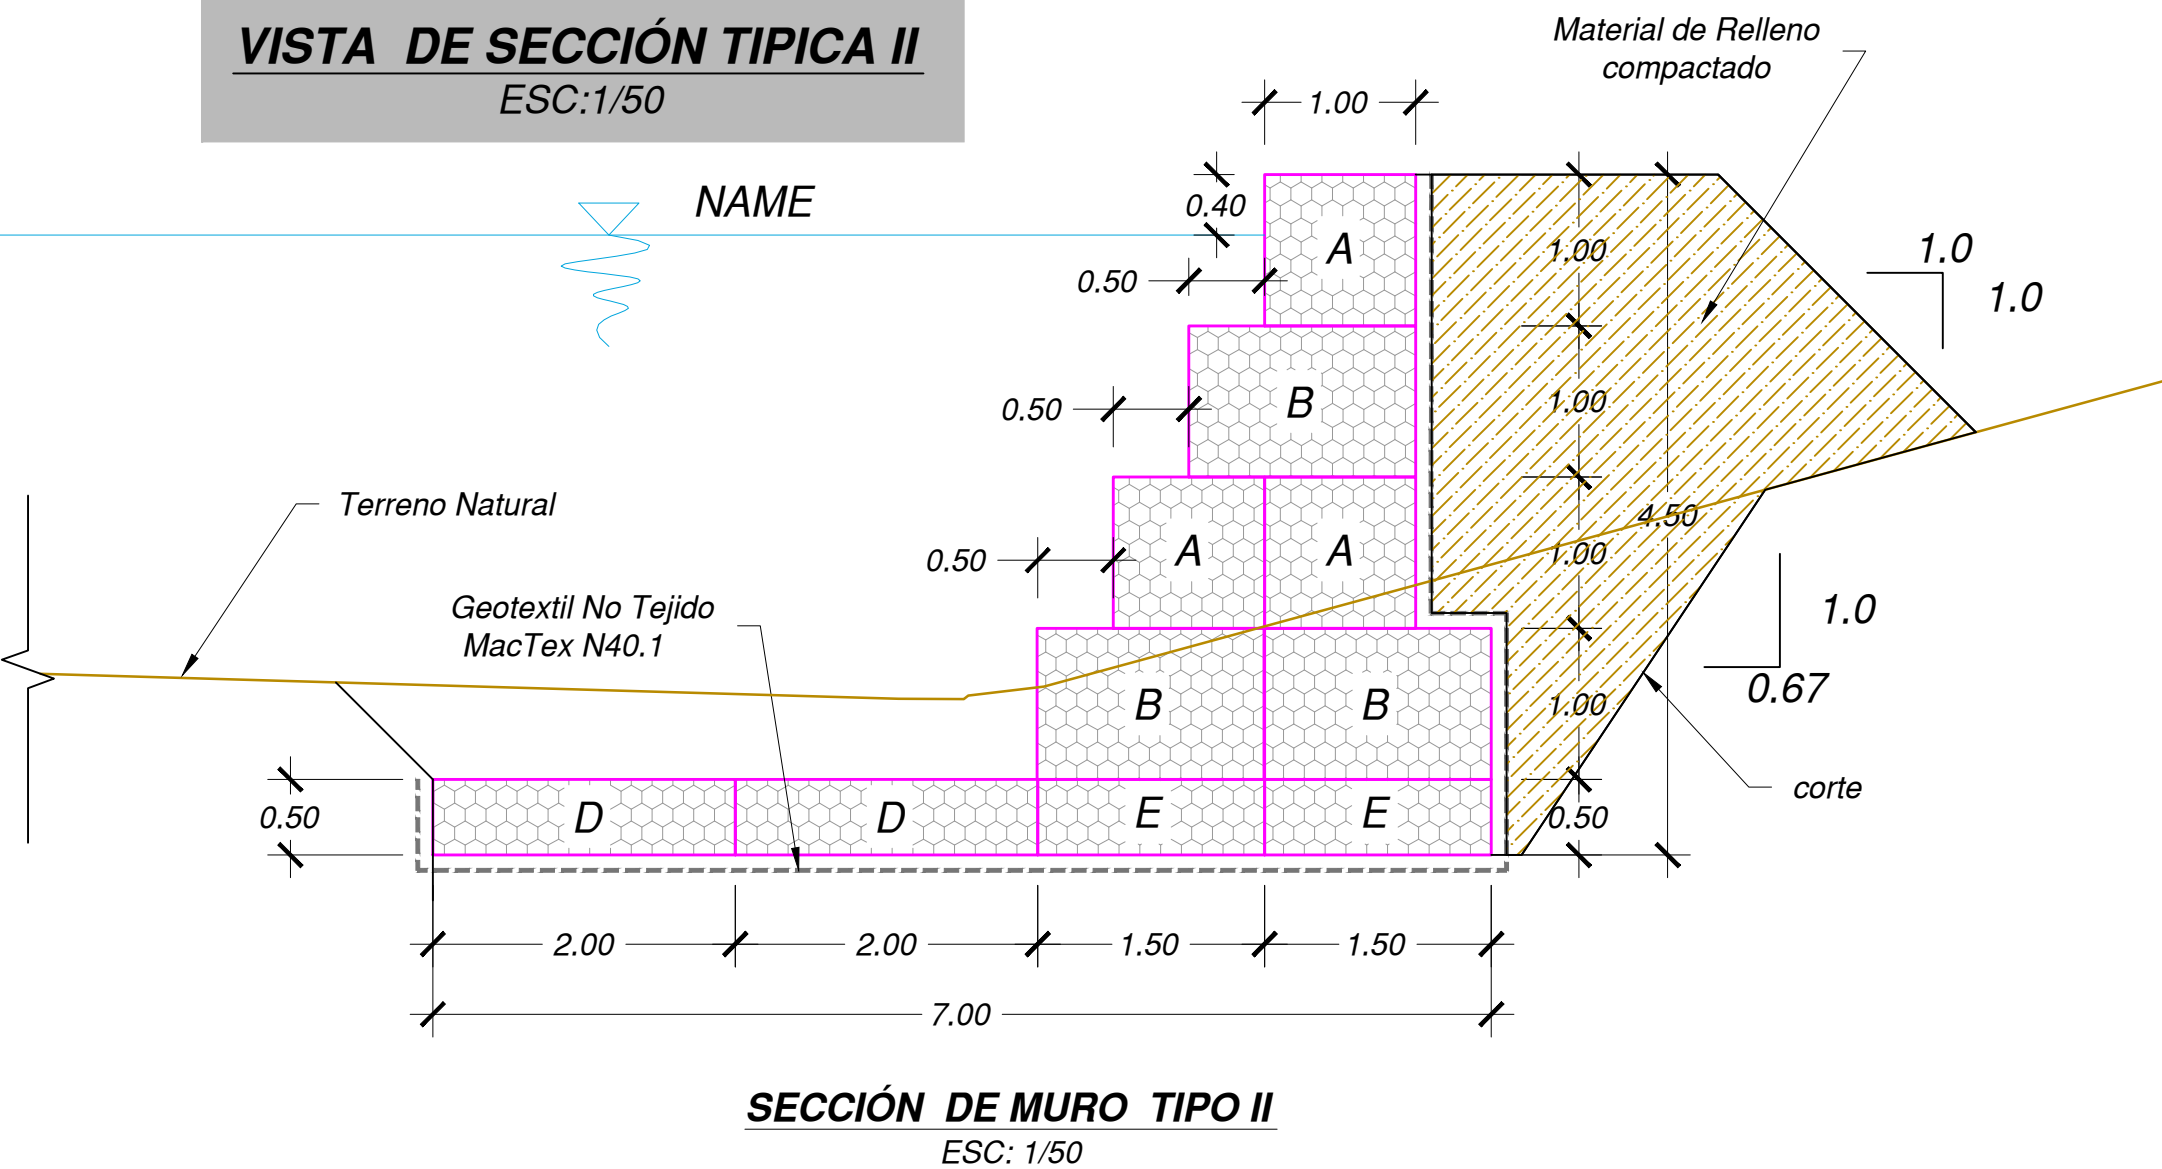 VISTA DE SECCIÓN TIPICA II
ESC:1/50
Material de Relleno
compactado
1.00
NAME
0.40
A
1.00
1.0
1.0
0.50
B
1.00
0.50
Terreno Natural
4.50
A
A
1.00
0.50
Geotextil No Tejido
MacTex N40.1
1.0
0.67
B
B
1.00
corte
0.50
D
D
E
E
0.50
2.00
2.00
1.50
1.50
7.00
SECCIÓN DE MURO TIPO II
ESC: 1/50